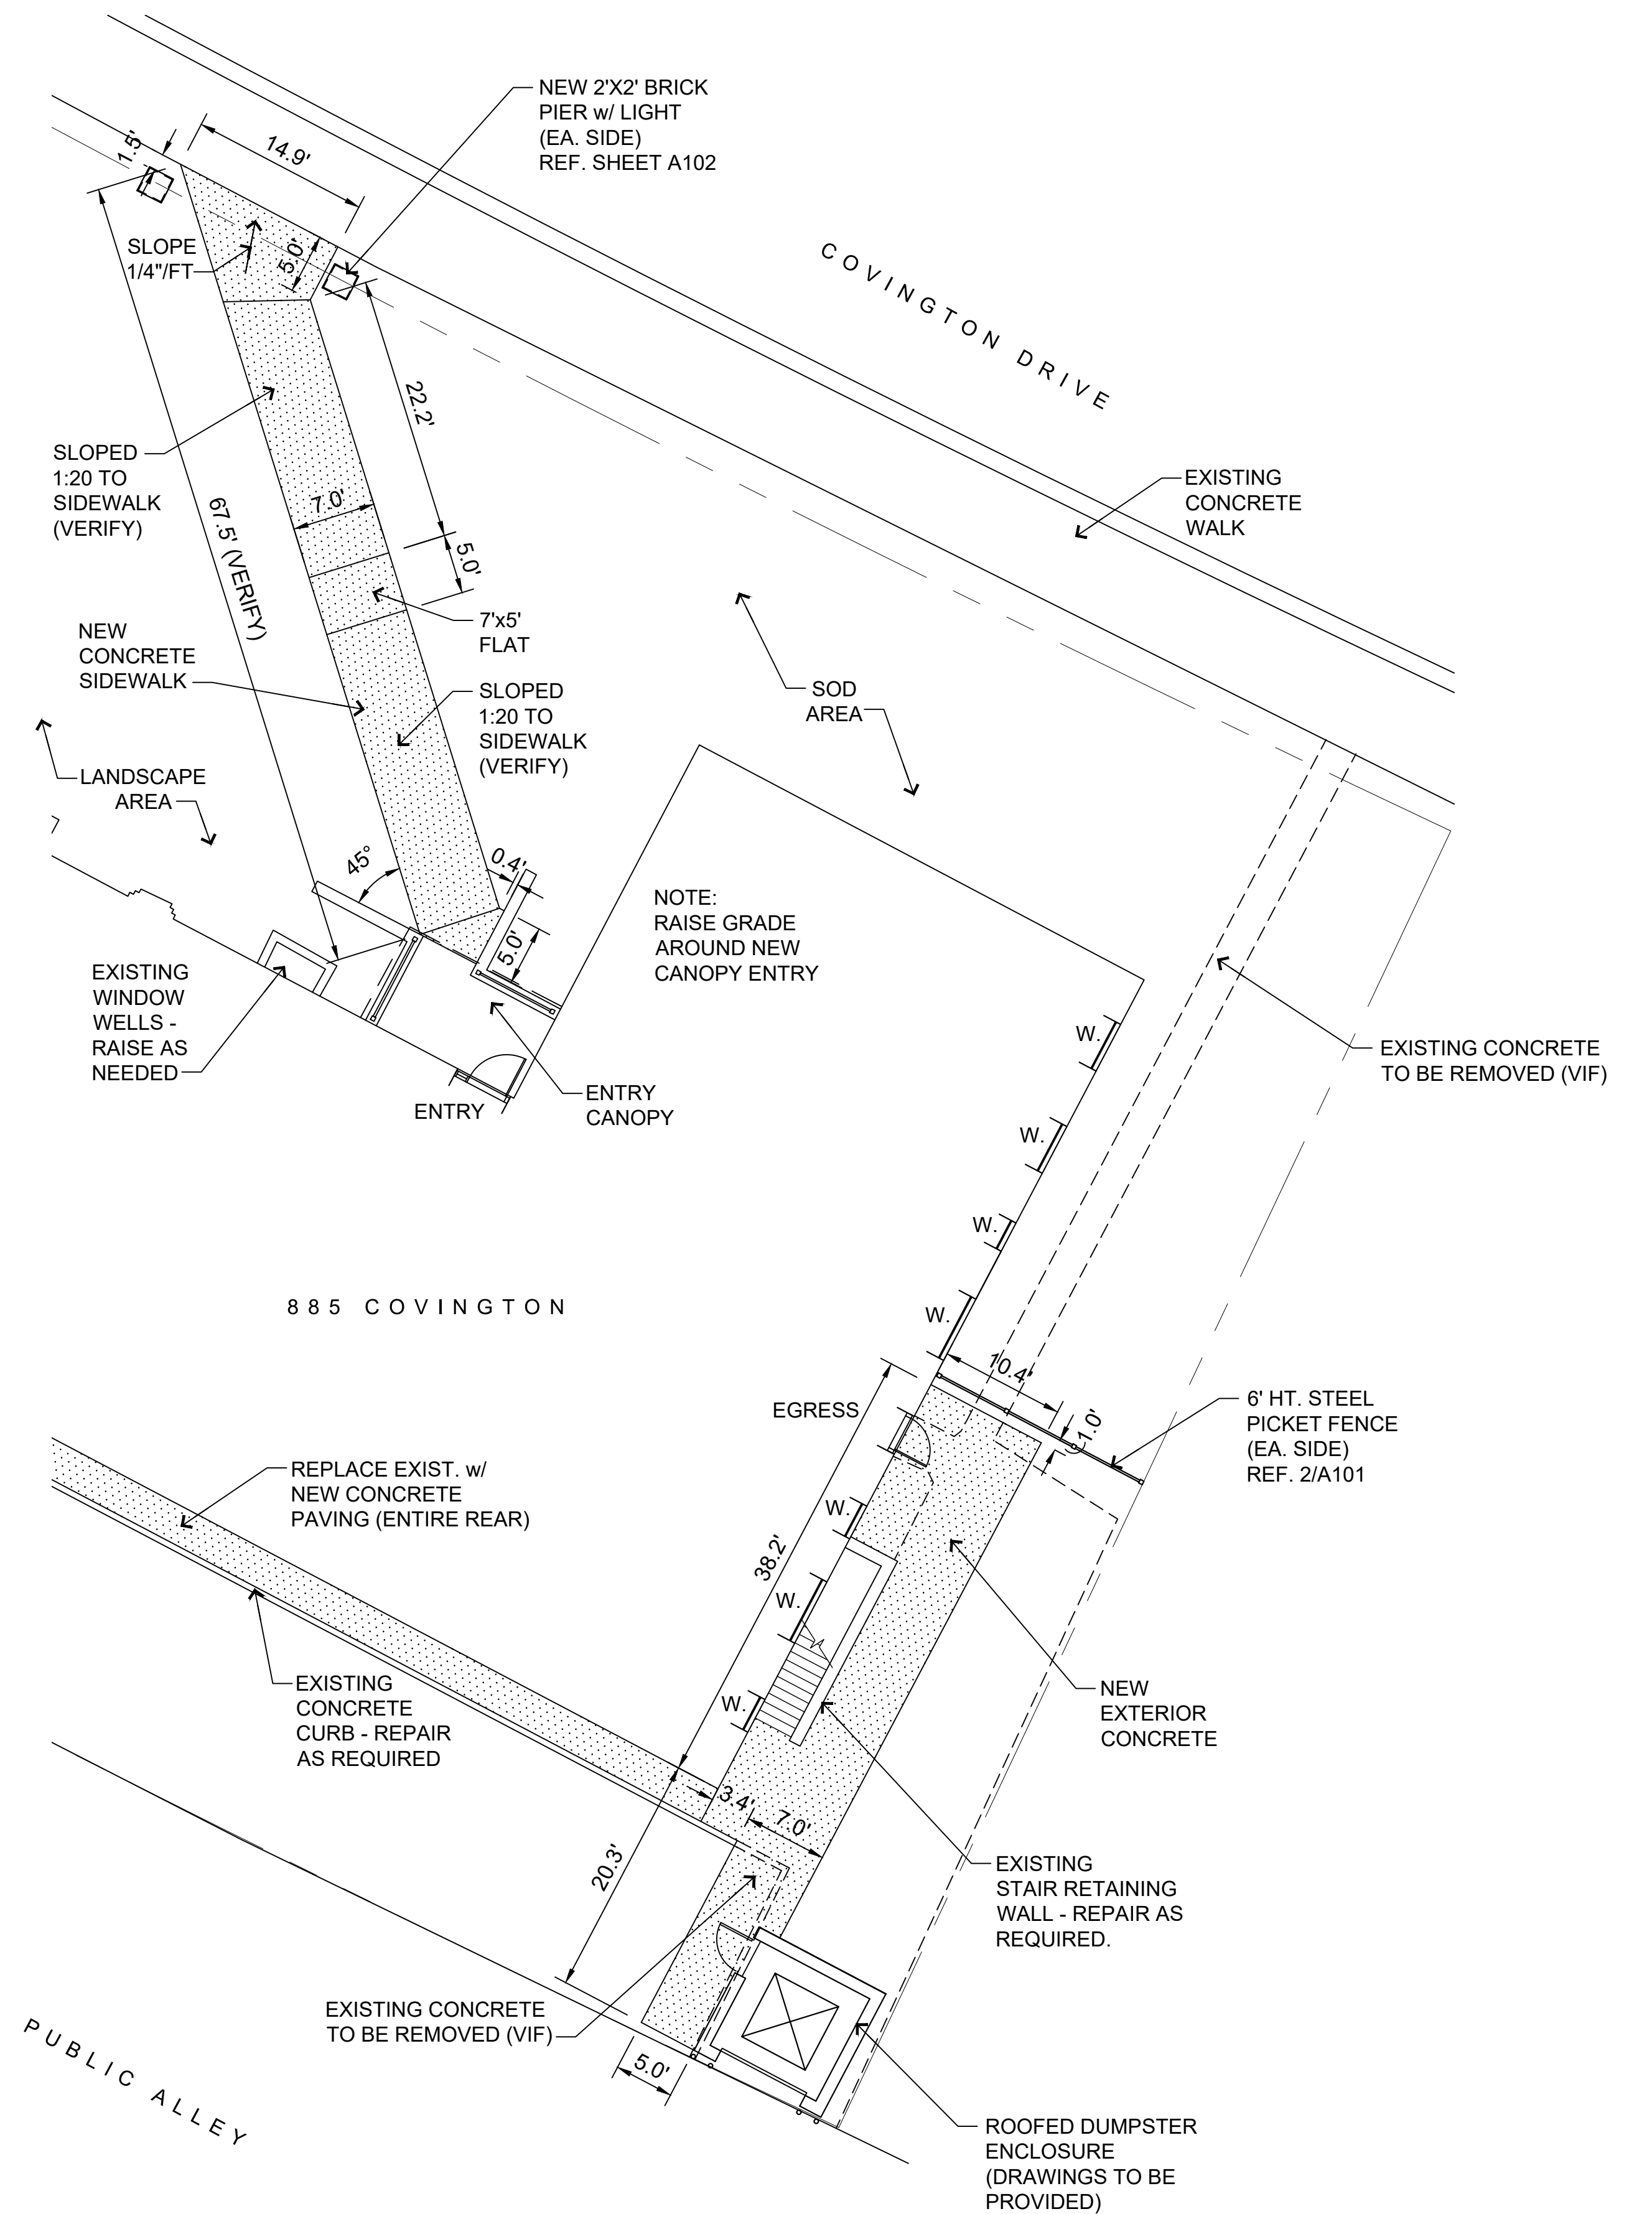 NEW 2'X2' BRICK
PIER w/ LIGHT
(EA. SIDE)
REF. SHEET A102
1.5'
14.9'
SLOPE
1/4"/FT
5.0'
COVINGTON DRIVE
22.2'
SLOPED
1:20 TO
SIDEWALK
(VERIFY)
7.0'
67.5' (VERIFY)
5.0'
EXISTING
CONCRETE
WALK
7'x5'
FLAT
NEW
CONCRETE
SIDEWALK
SLOPED
1:20 TO
SIDEWALK
(VERIFY)
SOD
AREA
LANDSCAPE
AREA
45°
0.4'
5.0'
NOTE:
RAISE GRADE
AROUND NEW
CANOPY ENTRY
EXISTING
WINDOW
WELLS -
RAISE AS
NEEDED
ENTRY
ENTRY
CANOPY
W.
EXISTING CONCRETE
TO BE REMOVED (VIF)
W.
W.
885 COVINGTON
W.
10.4'
EGRESS
1.0'
6' HT. STEEL
PICKET FENCE
(EA. SIDE)
REF. 2/A101
REPLACE EXIST. w/
NEW CONCRETE
PAVING (ENTIRE REAR)
W.
38.2'
W.
EXISTING
CONCRETE
CURB - REPAIR
AS REQUIRED
W.
NEW
EXTERIOR
CONCRETE
3.4'
7.0'
20.3'
EXISTING
STAIR RETAINING
WALL - REPAIR AS
REQUIRED.
EXISTING CONCRETE
TO BE REMOVED (VIF)
PUBLIC ALLEY
5.0'
ROOFED DUMPSTER
ENCLOSURE
(DRAWINGS TO BE
PROVIDED)